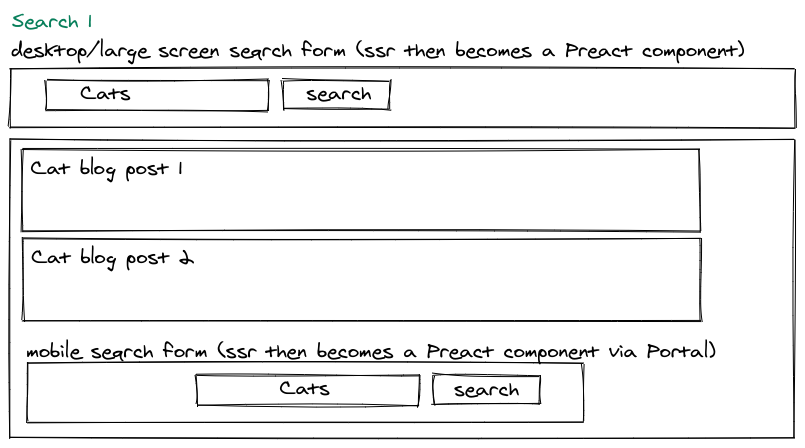 Search 1
desktop/large screen search form (ssr then becomes a Preact component)
Cats
search
Cat blog post 1
Cat blog post 2
mobile search form (ssr then becomes a Preact component via Portal)
Cats
search